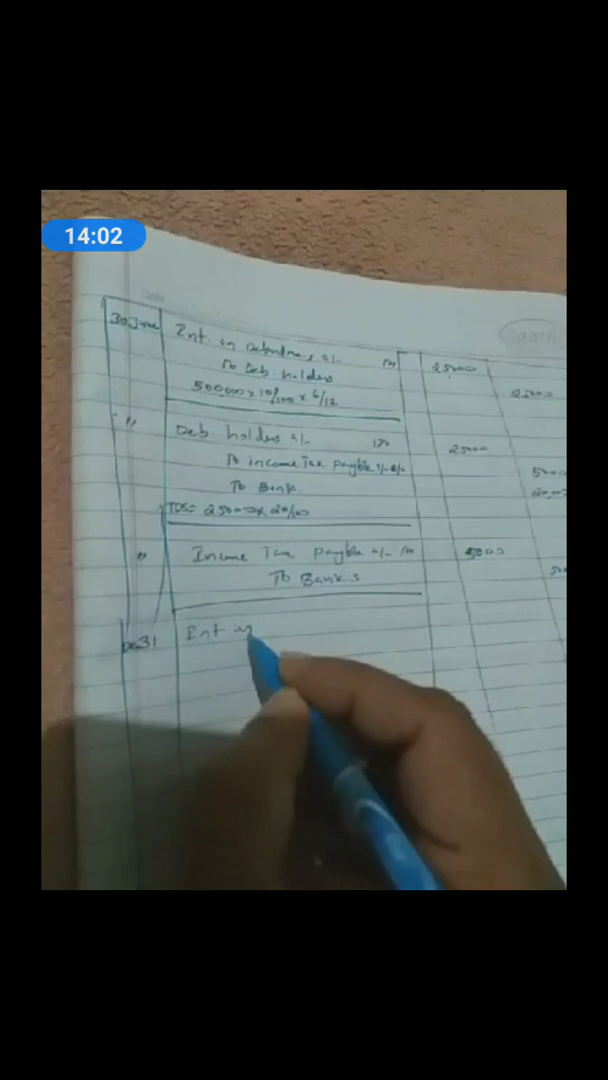 14:02
30 June Int. on Debentures a/c Dr 25000
To Deb. holders 25000
500000 x 10/100 x 6/12
" Deb. holders a/c Dr 25000
To income Tax payable a/c
To Bank
TDS = 25000 x 20/100
" Income Tax payable a/c Dr 5000
To Banks
Dec 31 Int on